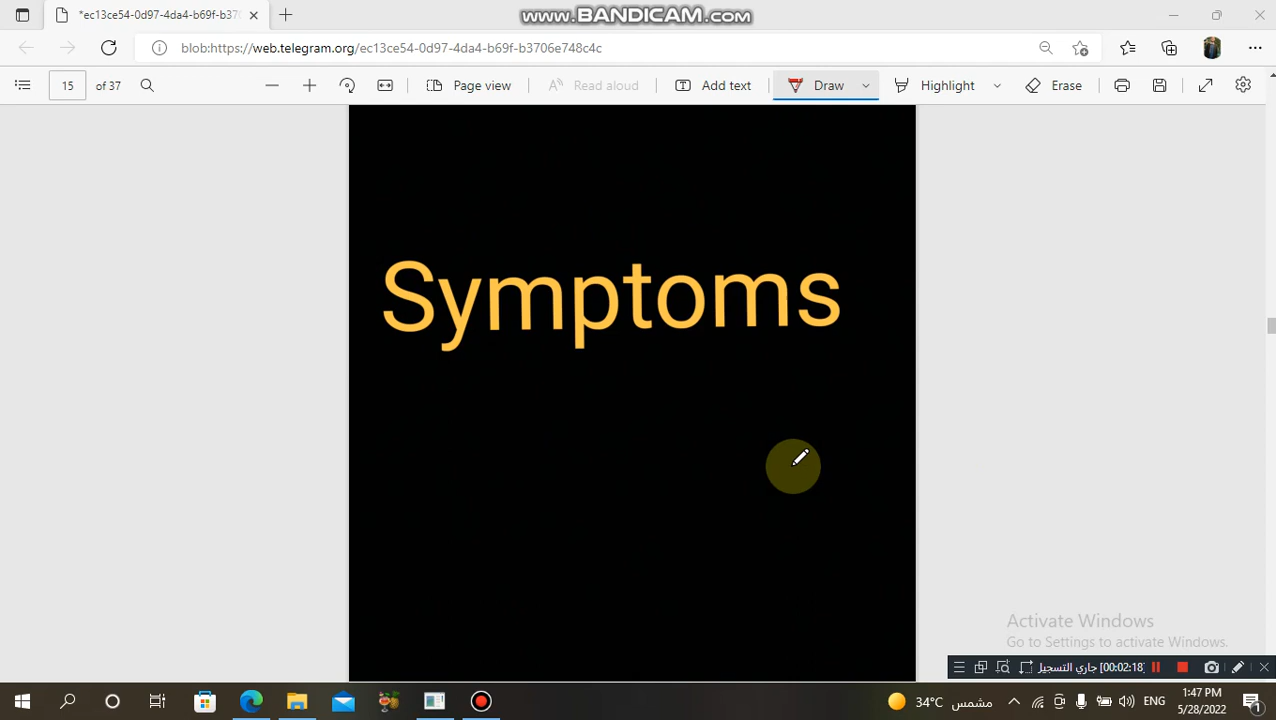 *ec13ce54-0d97-4da4-b69f-b370
www.BANDICAM.com
blob:https://web.telegram.org/ec13ce54-0d97-4da4-b69f-b3706e748c4c
15 of 37
Page view
Read aloud
Add text
Draw
Highlight
Erase
Symptoms
Activate Windows
Go to Settings to activate Windows.
جاري التسجيل [00:02:18]
34°C مشمس
ENG
1:47 PM
5/28/2022
1